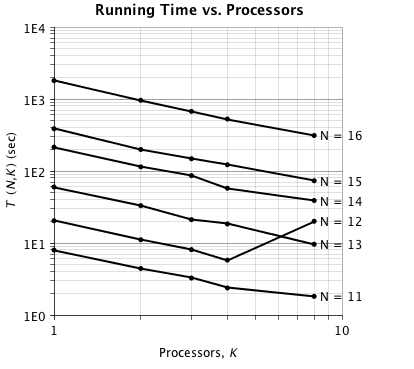 Running Time vs. Processors
1E4
1E3
1E2
1E1
1E0
T (N,K) (sec)
N = 16
N = 15
N = 14
N = 12
N = 13
N = 11
1
10
Processors, K